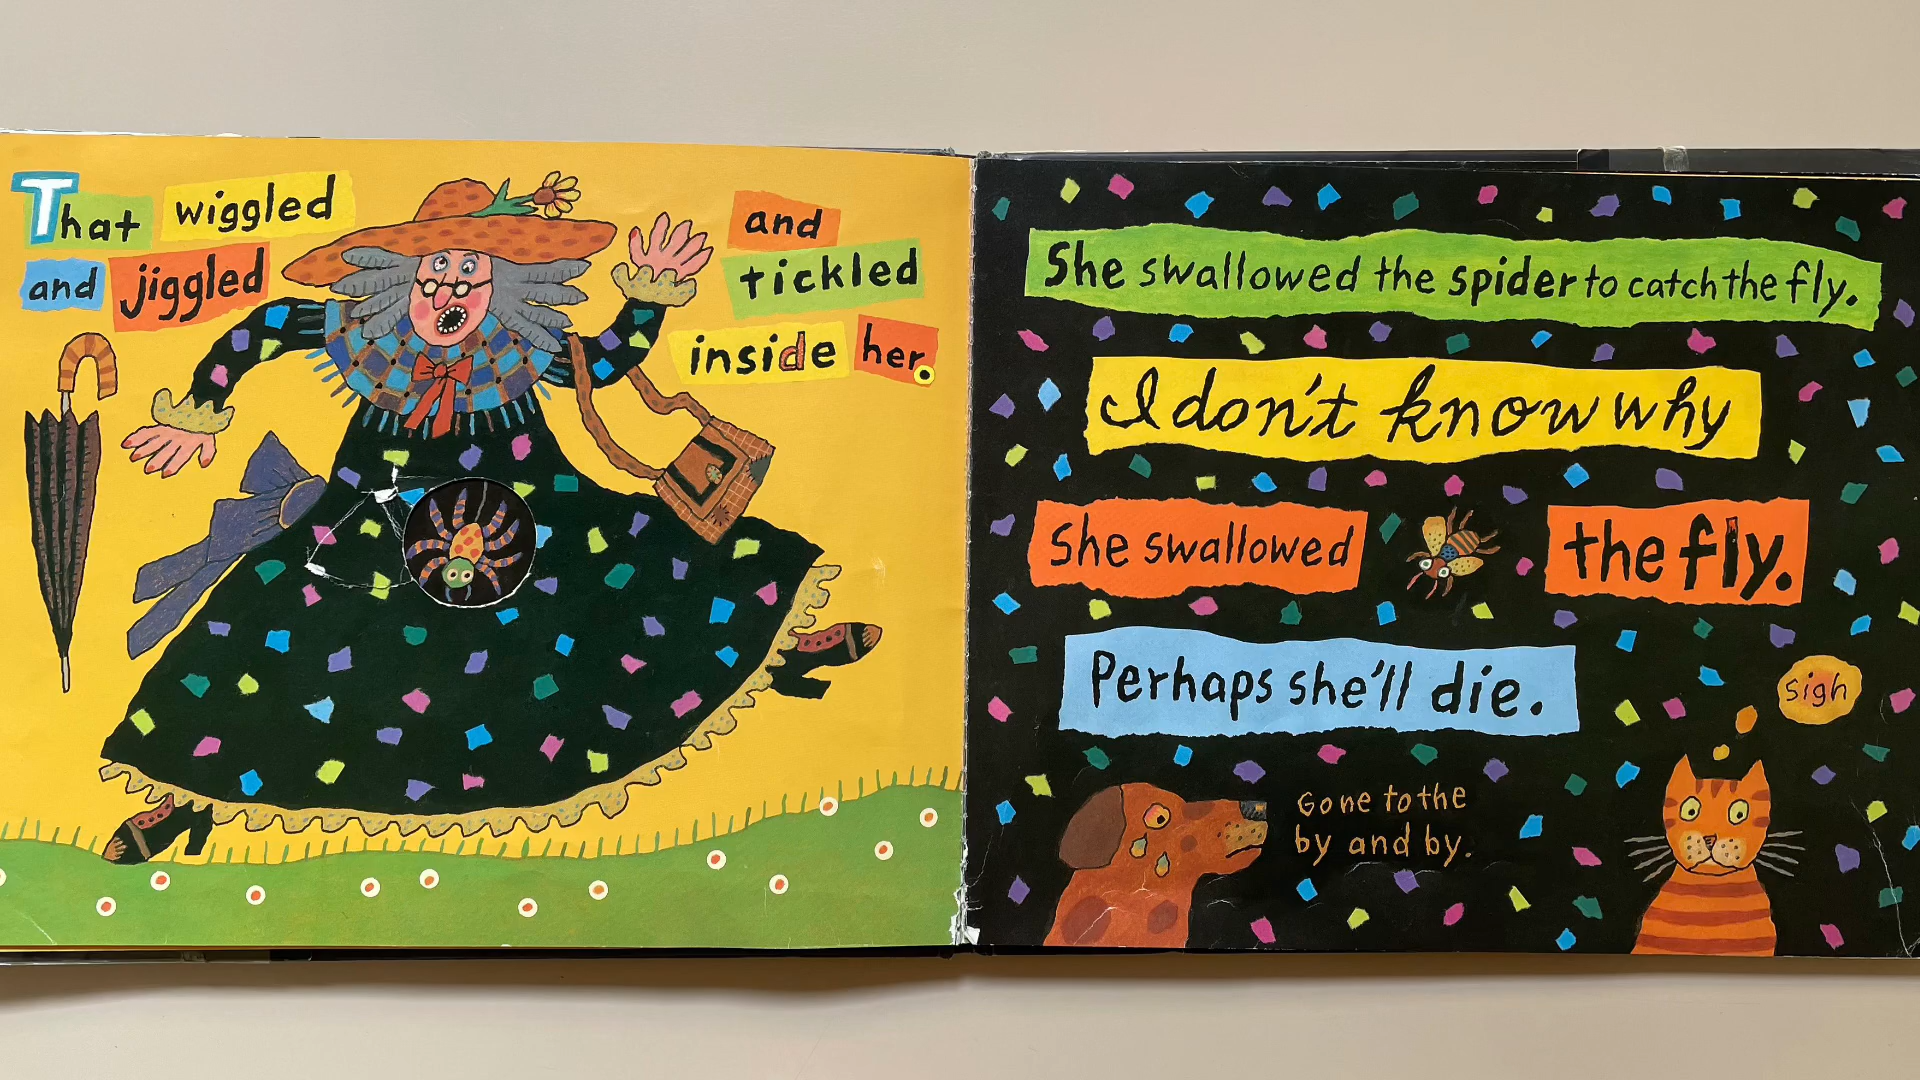 That wiggled
and jiggled
and
tickled
inside her.
She swallowed the spider to catch the fly.
I don't know why
She swallowed the fly.
Perhaps she'll die.
sigh
Gone to the
by and by.